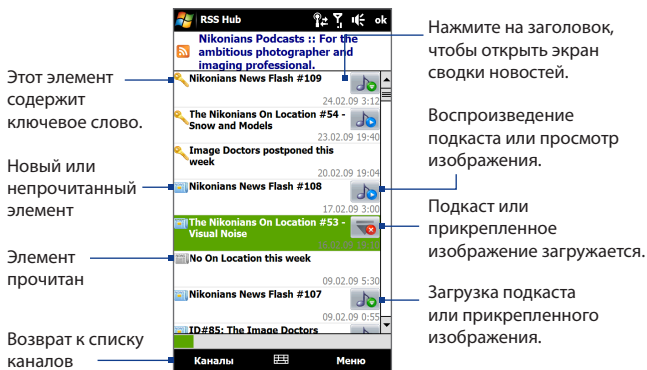 RSS Hub
ok
Nikonians Podcasts :: For the
ambitious photographer and
imaging professional.
Nikonians News Flash #109
24.02.09 3:12
The Nikonians On Location #54 -
Snow and Models
23.02.09 19:40
Image Doctors postponed this
week
20.02.09 19:04
Nikonians News Flash #108
17.02.09 3:00
The Nikonians On Location #53 -
Visual Noise
No On Location this week
09.02.09 5:30
Nikonians News Flash #107
09.02.09 0:55
ID#85: The Image Doctors
Каналы
Меню
Этот элемент
содержит
ключевое слово.
Новый или
непрочитанный
элемент
Элемент
прочитан
Возврат к списку
каналов
Нажмите на заголовок,
чтобы открыть экран
сводки новостей.
Воспроизведение
подкаста или просмотр
изображения.
Подкаст или
прикрепленное
изображение загружается.
Загрузка подкаста
или прикрепленного
изображения.